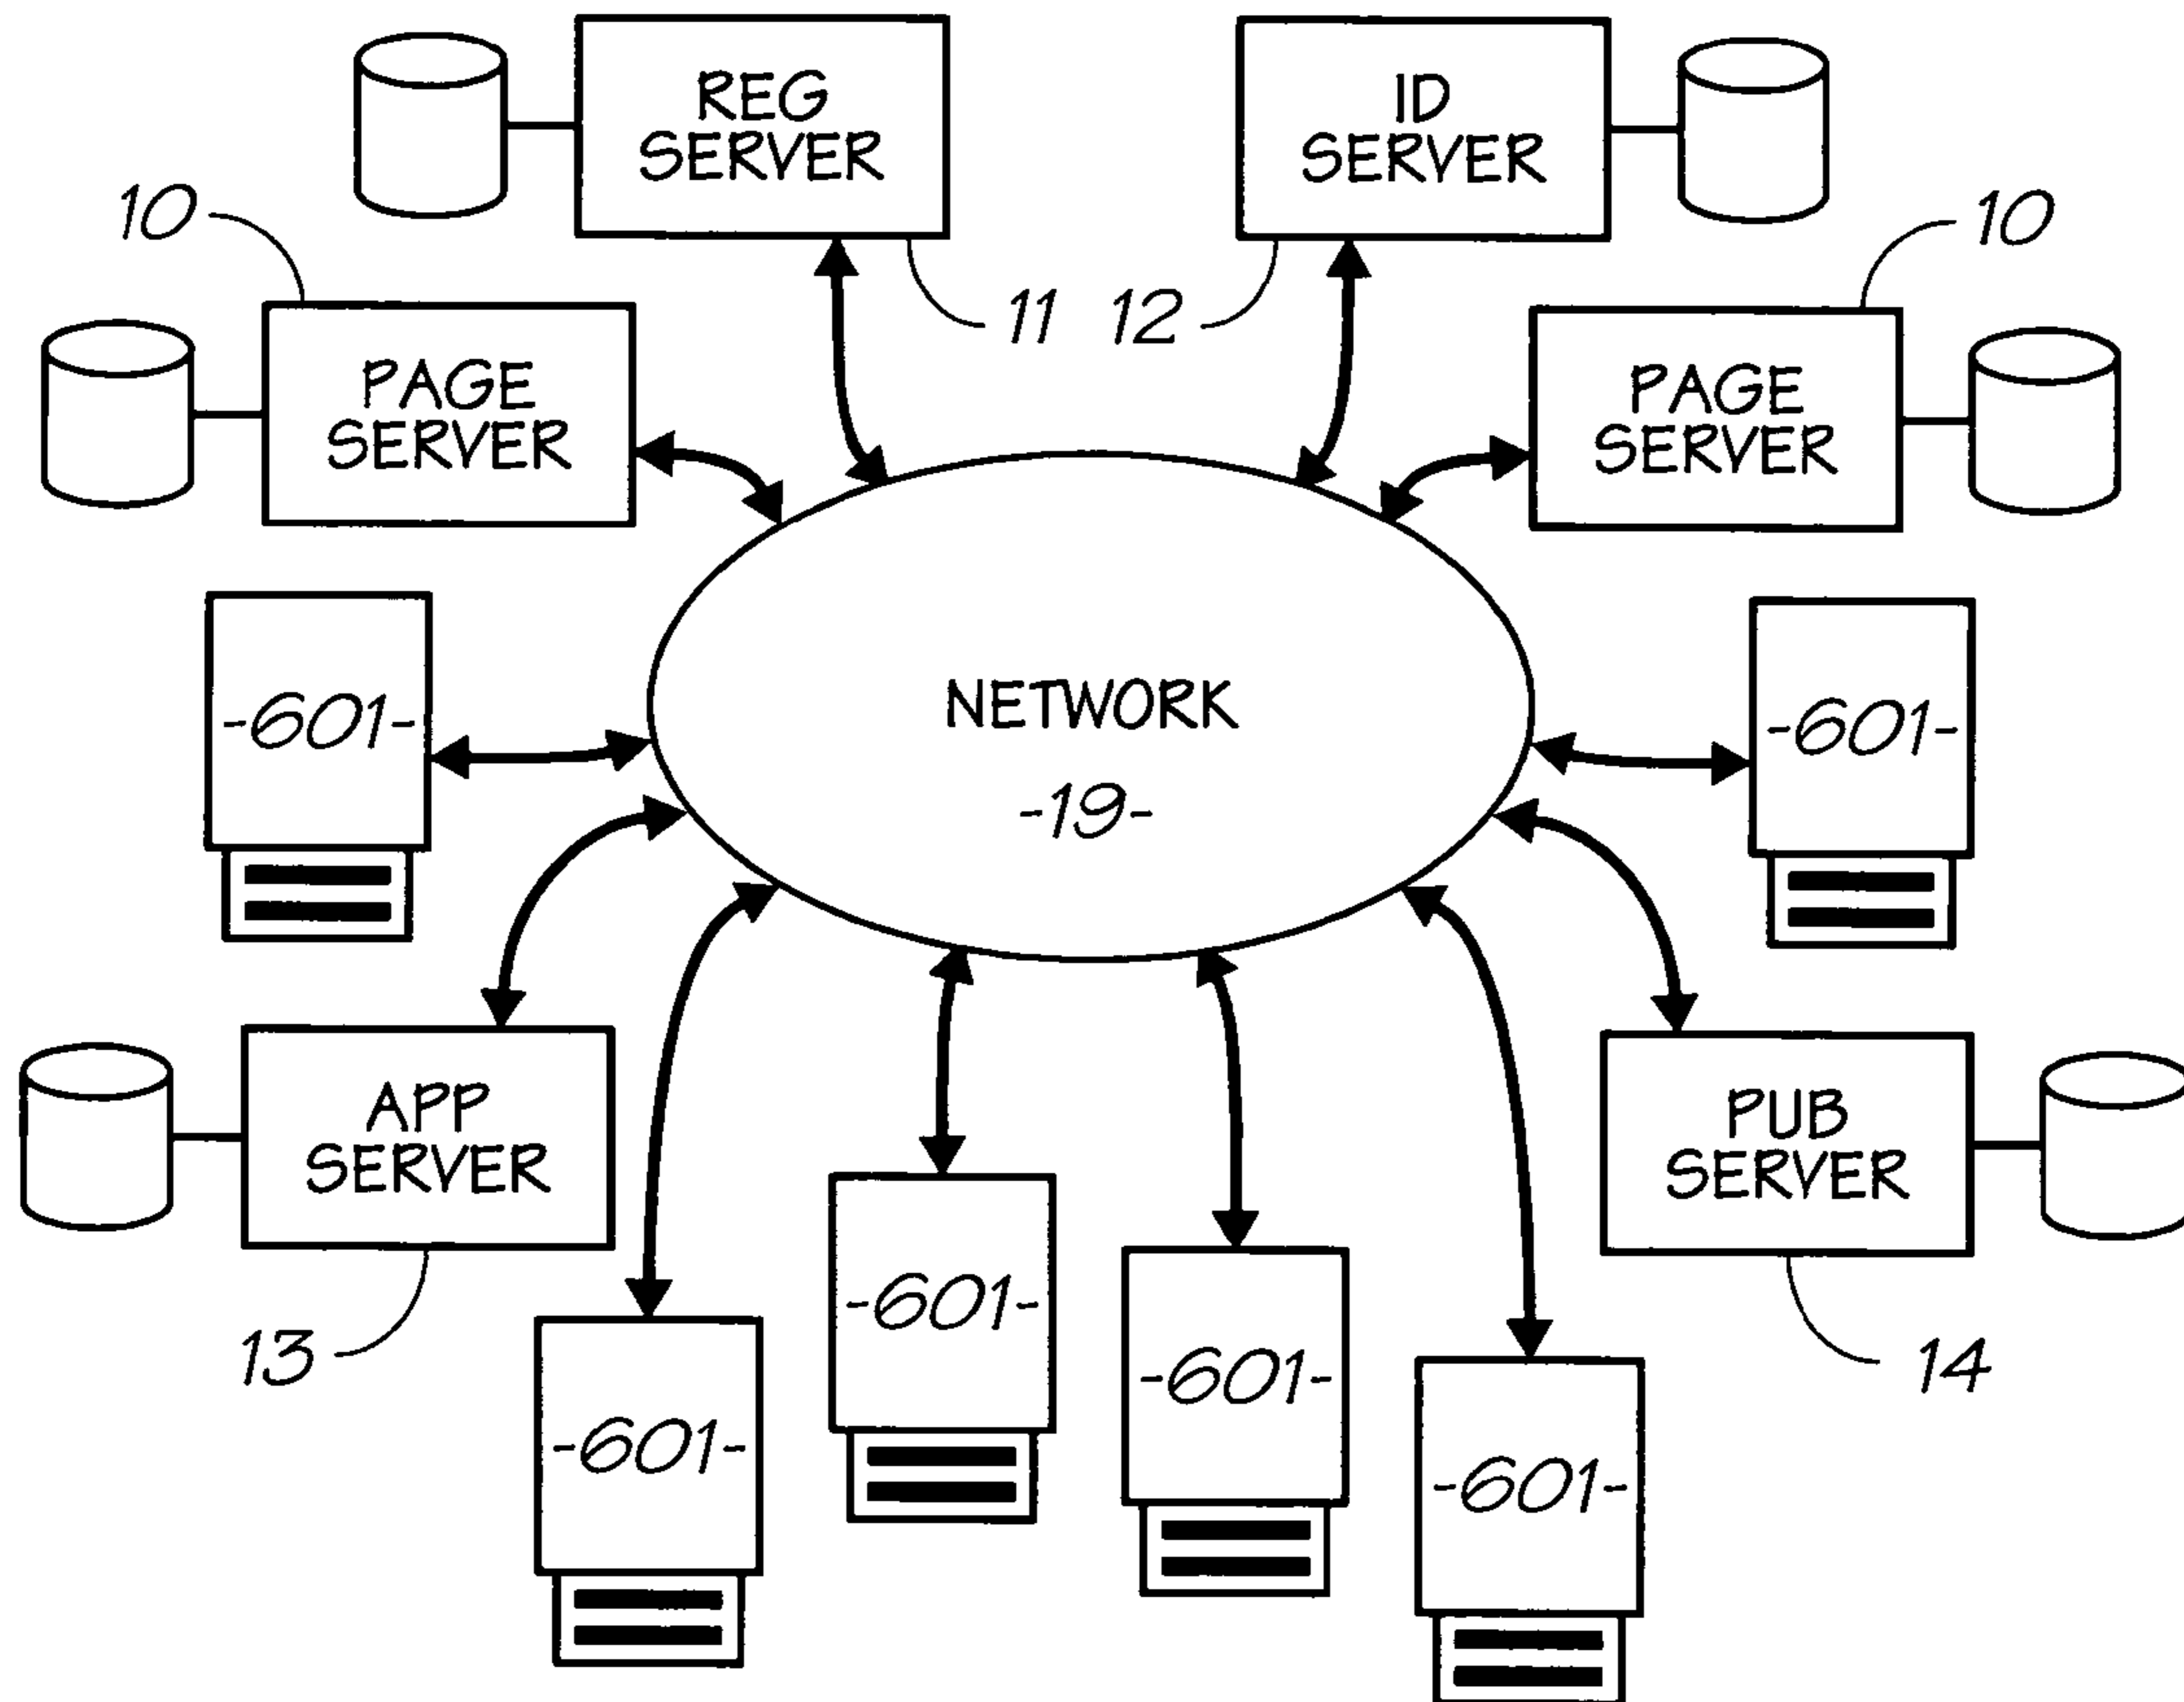 REG
SERVER
ID
SERVER
10
10
11
12
PAGE
SERVER
PAGE
SERVER
-601-
NETWORK
-19-
-601-
APP
SERVER
PUB
SERVER
13
-601-
-601-
-601-
-601-
14